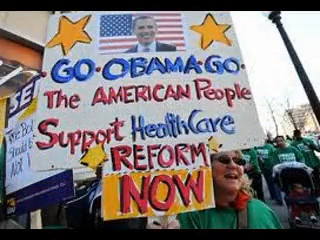 GO·OBAMA·GO
The AMERICAN People
Support HealthCare
REFORM
NOW